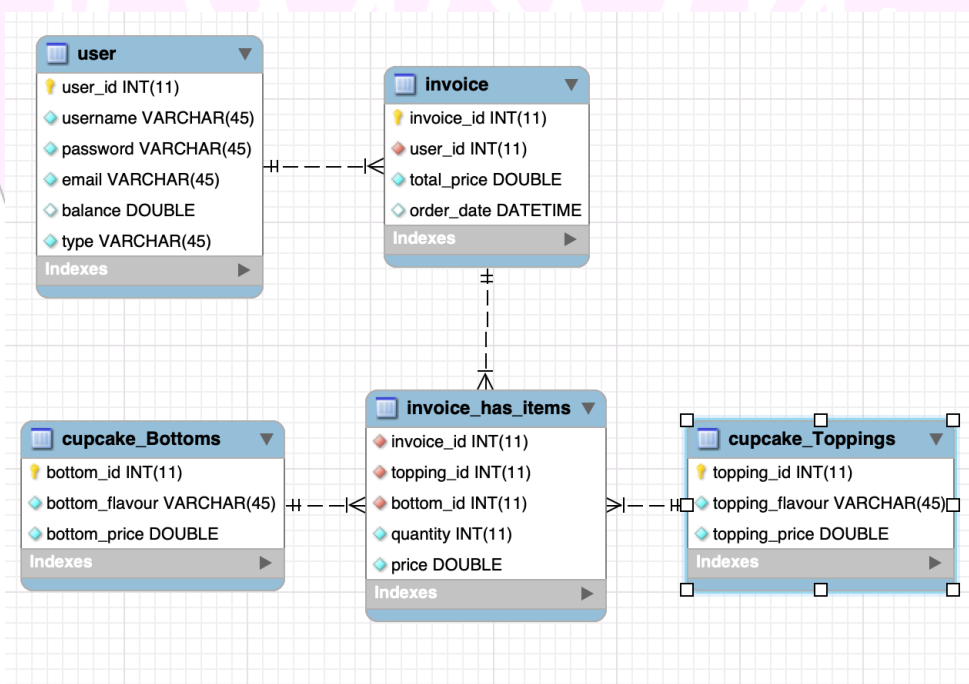 user
user_id INT(11)
username VARCHAR(45)
password VARCHAR(45)
email VARCHAR(45)
balance DOUBLE
type VARCHAR(45)
Indexes
invoice
invoice_id INT(11)
user_id INT(11)
total_price DOUBLE
order_date DATETIME
Indexes
cupcake_Bottoms
bottom_id INT(11)
bottom_flavour VARCHAR(45)
bottom_price DOUBLE
Indexes
invoice_has_items
invoice_id INT(11)
topping_id INT(11)
bottom_id INT(11)
quantity INT(11)
price DOUBLE
Indexes
cupcake_Toppings
topping_id INT(11)
topping_flavour VARCHAR(45)
topping_price DOUBLE
Indexes